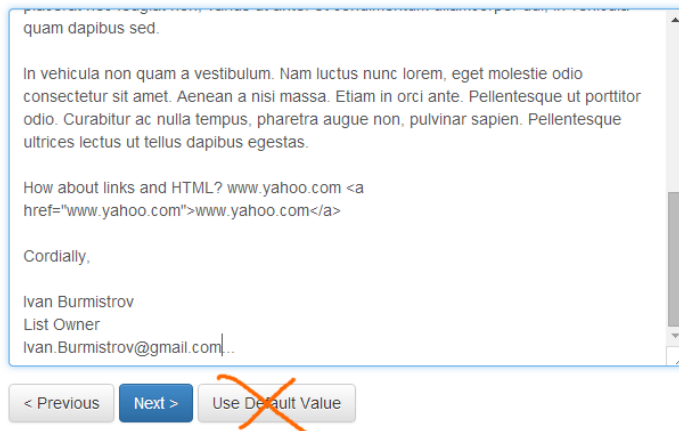 quam dapibus sed.
In vehicula non quam a vestibulum. Nam luctus nunc lorem, eget molestie odio
consectetur sit amet. Aenean a nisi massa. Etiam in orci ante. Pellentesque ut porttitor
odio. Curabitur ac nulla tempus, pharetra augue non, pulvinar sapien. Pellentesque
ultrices lectus ut tellus dapibus egestas.
How about links and HTML? www.yahoo.com <a
href="www.yahoo.com">www.yahoo.com</a>
Cordially,
Ivan Burmistrov
List Owner
Ivan.Burmistrov@gmail.com...
< Previous Next > Use Default Value